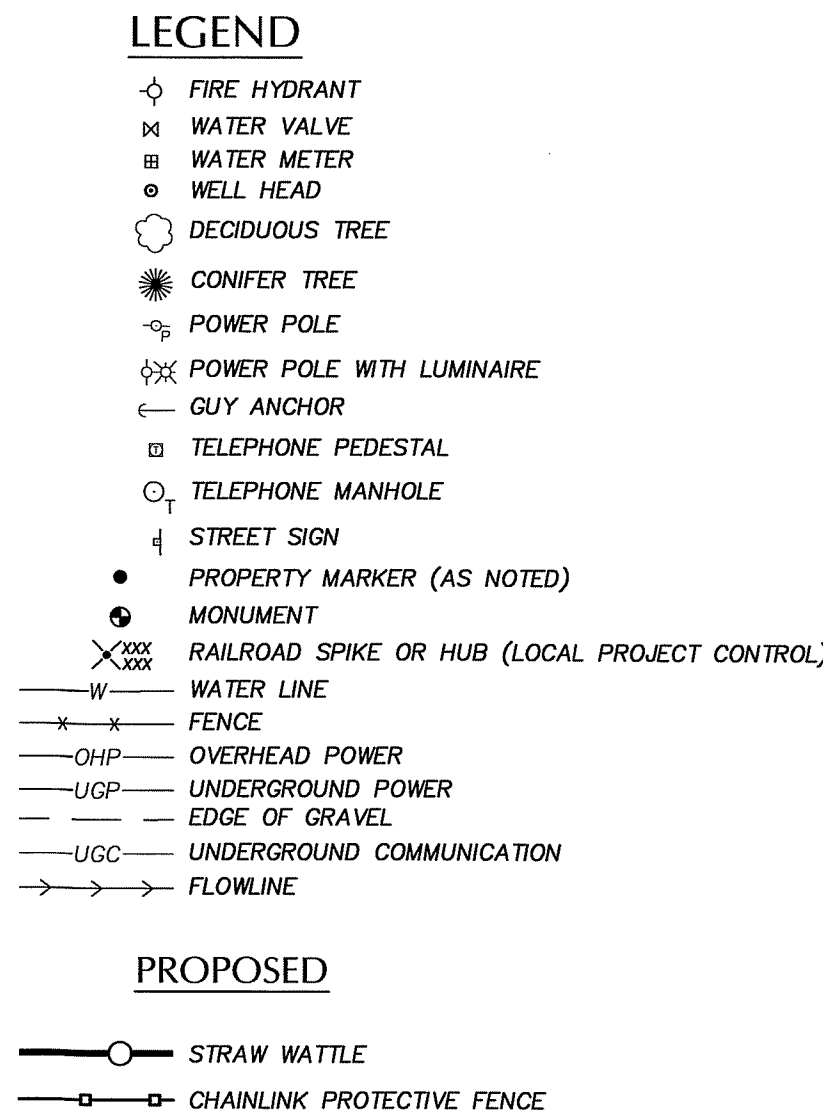 LEGEND
FIRE HYDRANT
WATER VALVE
WATER METER
WELL HEAD
DECIDUOUS TREE
CONIFER TREE
P POWER POLE
POWER POLE WITH LUMINAIRE
GUY ANCHOR
T TELEPHONE PEDESTAL
T TELEPHONE MANHOLE
STREET SIGN
PROPERTY MARKER (AS NOTED)
MONUMENT
XXX
XXX RAILROAD SPIKE OR HUB (LOCAL PROJECT CONTROL)
W WATER LINE
X X FENCE
OHP OVERHEAD POWER
UGP UNDERGROUND POWER
EDGE OF GRAVEL
UGC UNDERGROUND COMMUNICATION
FLOWLINE
PROPOSED
STRAW WATTLE
CHAINLINK PROTECTIVE FENCE